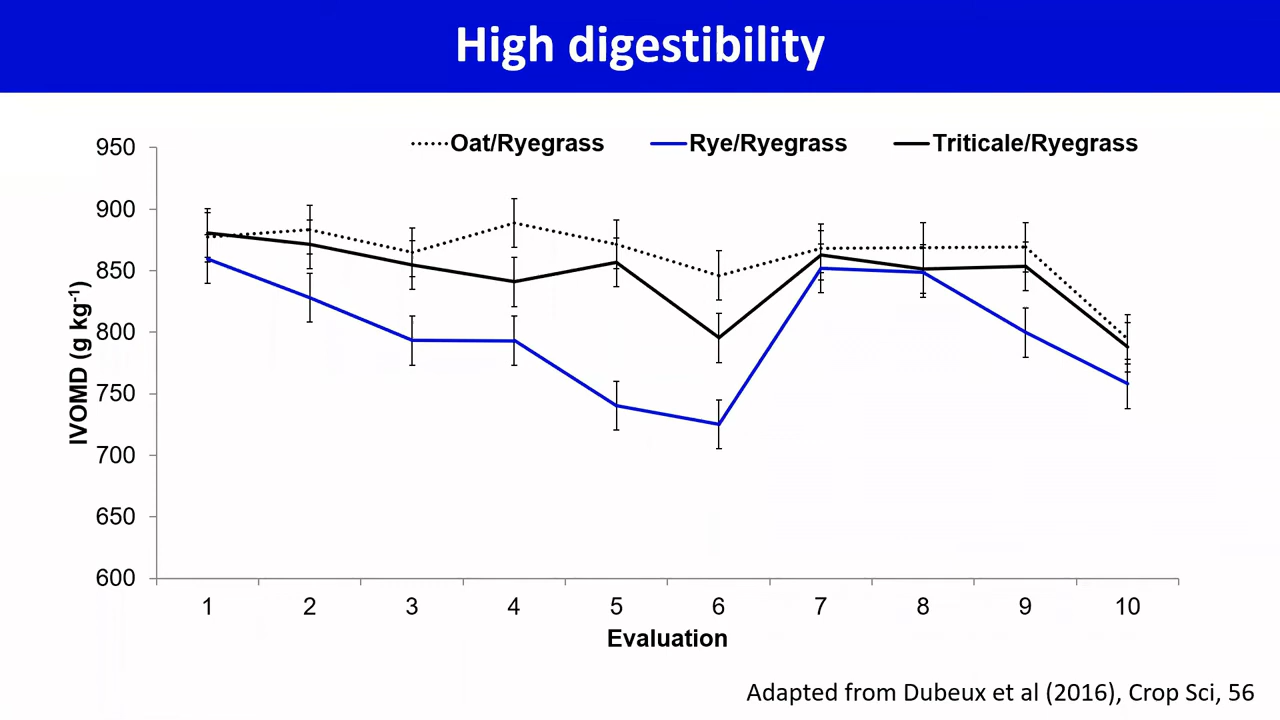 High digestibility
Oat/Ryegrass Rye/Ryegrass Triticale/Ryegrass
950
900
850
800
750
700
650
600
IVOMD (g kg⁻¹)
1 2 3 4 5 6 7 8 9 10
Evaluation
Adapted from Dubeux et al (2016), Crop Sci, 56